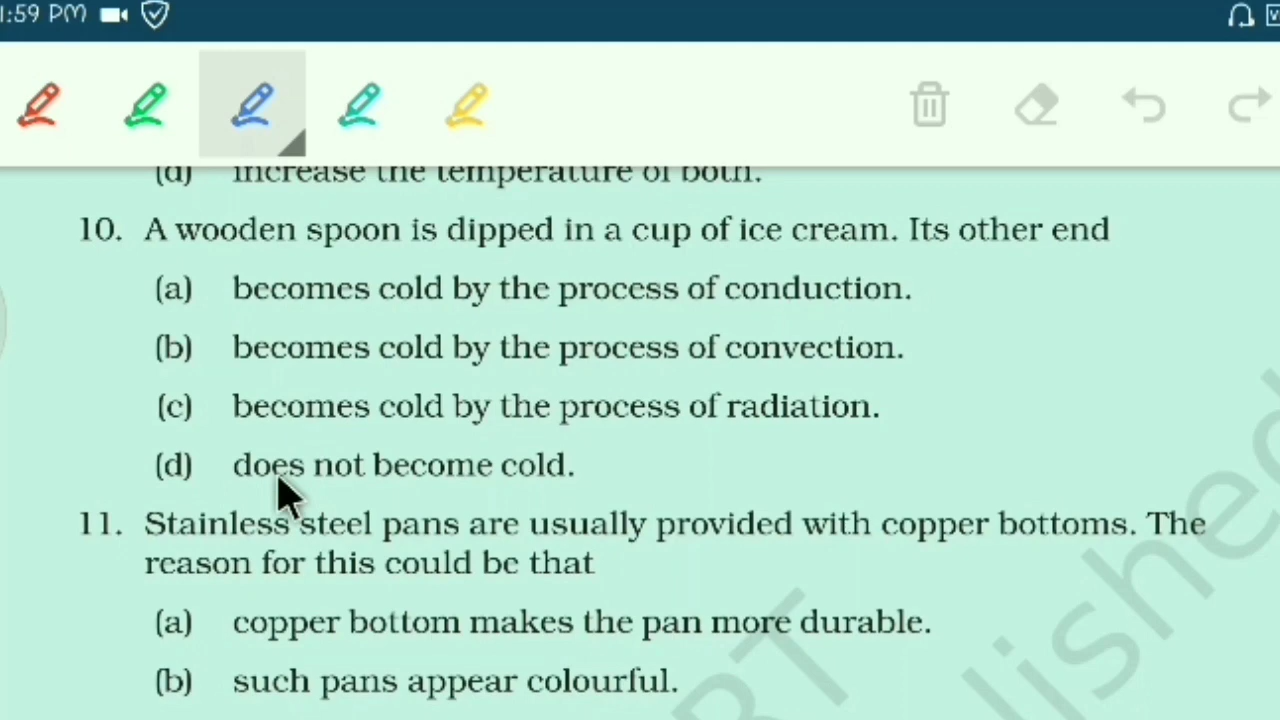 :59 PM
(d) increase the temperature of both.
10. A wooden spoon is dipped in a cup of ice cream. Its other end
(a) becomes cold by the process of conduction.
(b) becomes cold by the process of convection.
(c) becomes cold by the process of radiation.
(d) does not become cold.
11. Stainless steel pans are usually provided with copper bottoms. The
reason for this could be that
(a) copper bottom makes the pan more durable.
(b) such pans appear colourful.
RT
lished